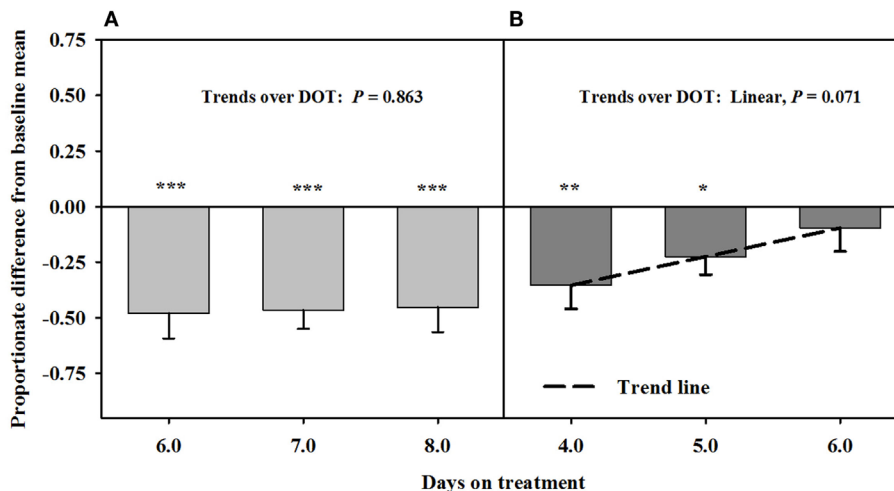 A
B
Proportionate difference from baseline mean
0.75
0.50
0.25
0.00
-0.25
-0.50
-0.75
Trends over DOT: P = 0.863
Trends over DOT: Linear, P = 0.071
*** *** ***
** *
Trend line
6.0 7.0 8.0
4.0 5.0 6.0
Days on treatment